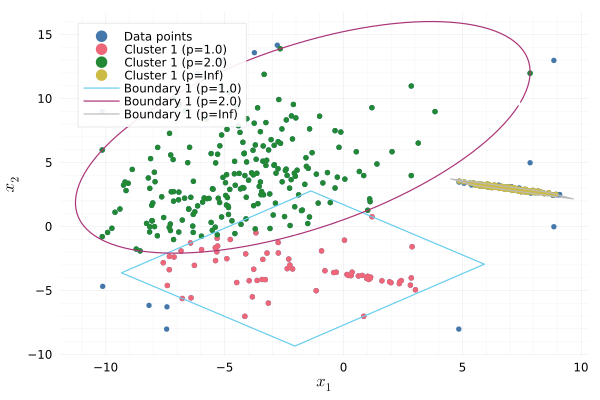 15
10
5
0
−5
−10
x₂
Data points
Cluster 1 (p=1.0)
Cluster 1 (p=2.0)
Cluster 1 (p=Inf)
Boundary 1 (p=1.0)
Boundary 1 (p=2.0)
Boundary 1 (p=Inf)
−10 −5 0 5 10
x₁